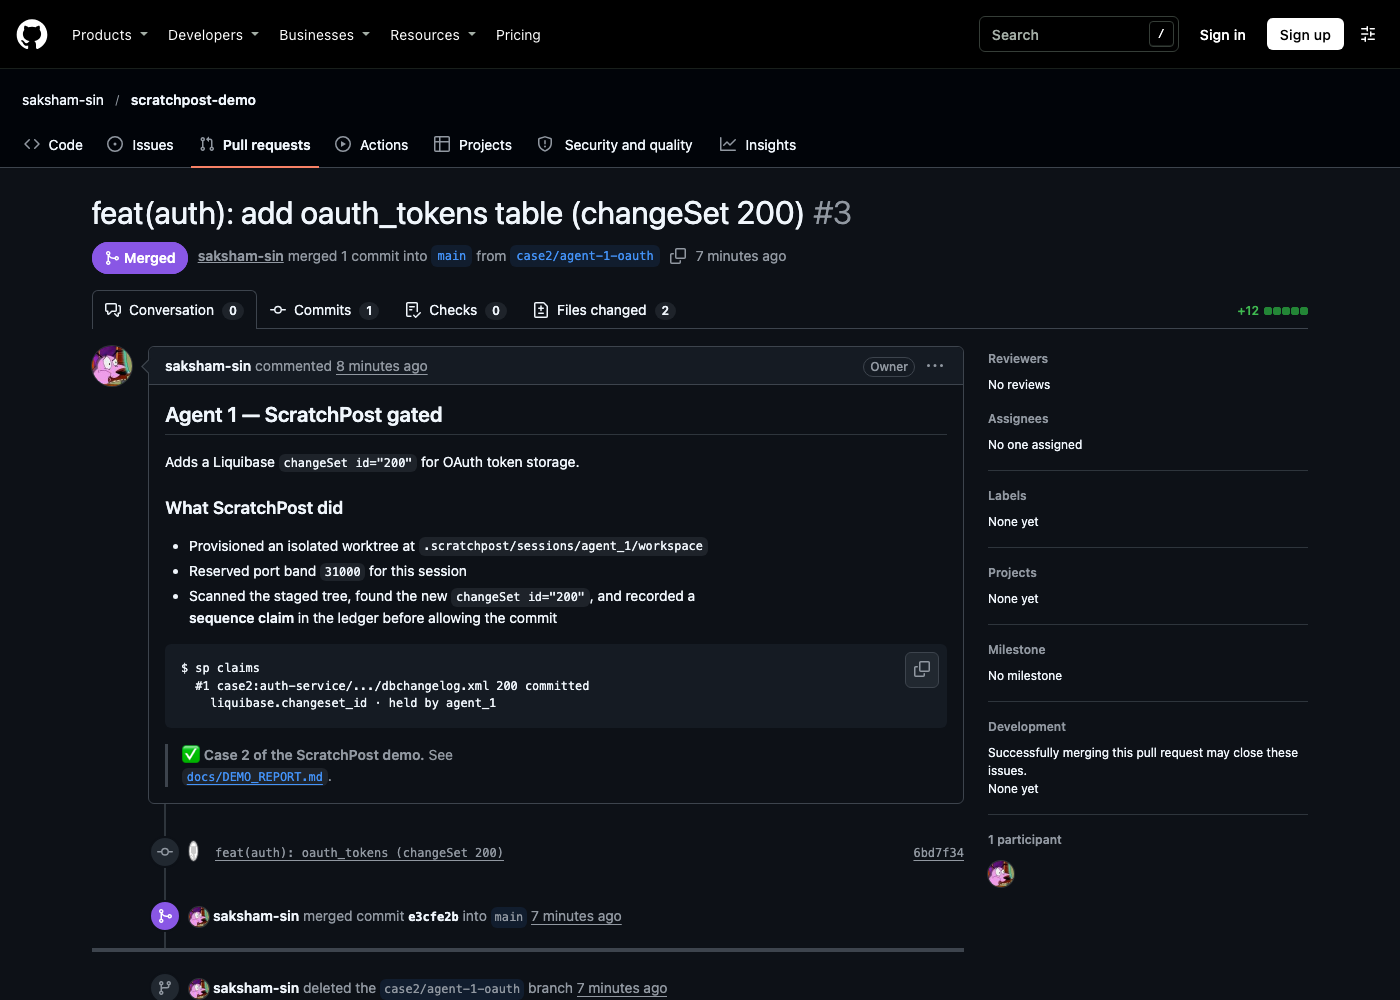 Products Developers Businesses Resources Pricing Search / Sign in Sign up
saksham-sin / scratchpost-demo
Code Issues Pull requests Actions Projects Security and quality Insights
feat(auth): add oauth_tokens table (changeSet 200) #3
Merged saksham-sin merged 1 commit into main from case2/agent-1-oauth 7 minutes ago
Conversation 0 Commits 1 Checks 0 Files changed 2 +12
saksham-sin commented 8 minutes ago Owner
Agent 1 — ScratchPost gated
Adds a Liquibase changeSet id="200" for OAuth token storage.
What ScratchPost did
Provisioned an isolated worktree at .scratchpost/sessions/agent_1/workspace
Reserved port band 31000 for this session
Scanned the staged tree, found the new changeSet id="200", and recorded a
sequence claim in the ledger before allowing the commit
$ sp claims
#1 case2:auth-service/.../dbchangelog.xml 200 committed
liquibase.changeset_id · held by agent_1
✅ Case 2 of the ScratchPost demo. See
docs/DEMO_REPORT.md.
feat(auth): oauth_tokens (changeSet 200) 6bd7f34
saksham-sin merged commit e3cfe2b into main 7 minutes ago
saksham-sin deleted the case2/agent-1-oauth branch 7 minutes ago
Reviewers
No reviews
Assignees
No one assigned
Labels
None yet
Projects
None yet
Milestone
No milestone
Development
Successfully merging this pull request may close these
issues.
None yet
1 participant